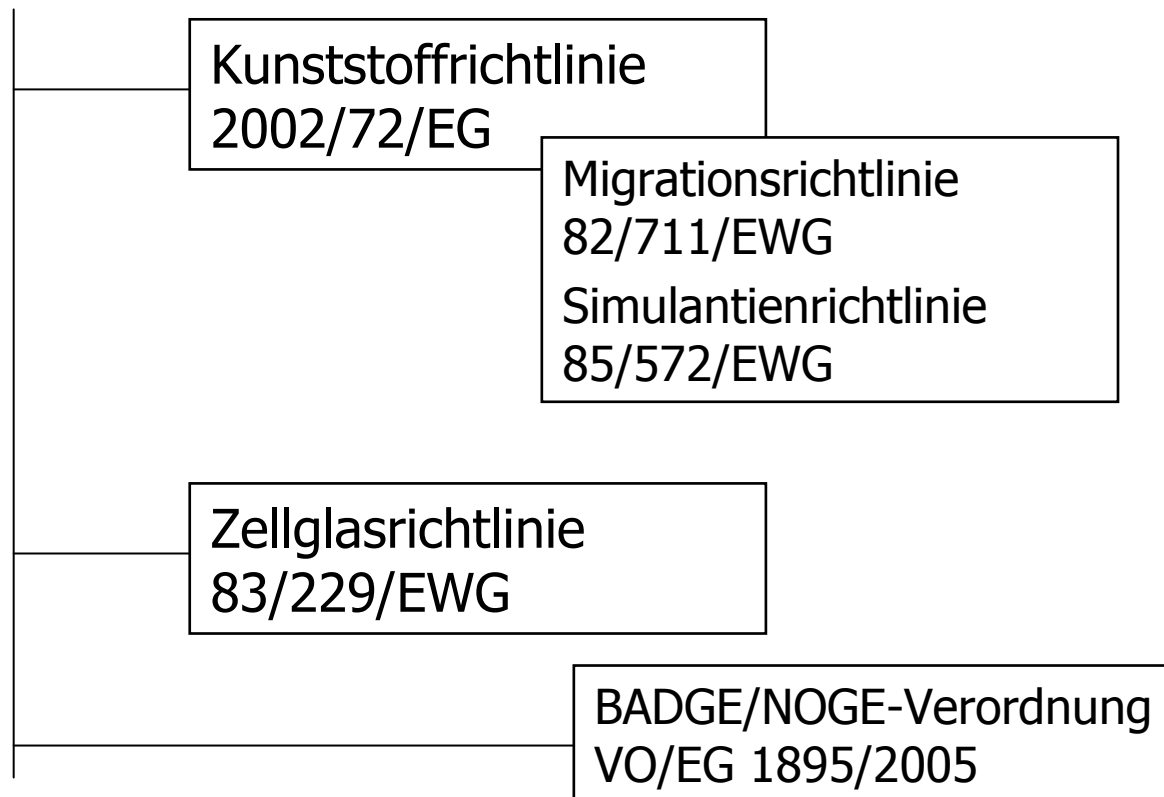 Kunststoffrichtlinie
2002/72/EG
Migrationsrichtlinie
82/711/EWG
Simulantienrichtlinie
85/572/EWG
Zellglasrichtlinie
83/229/EWG
BADGE/NOGE-Verordnung
VO/EG 1895/2005